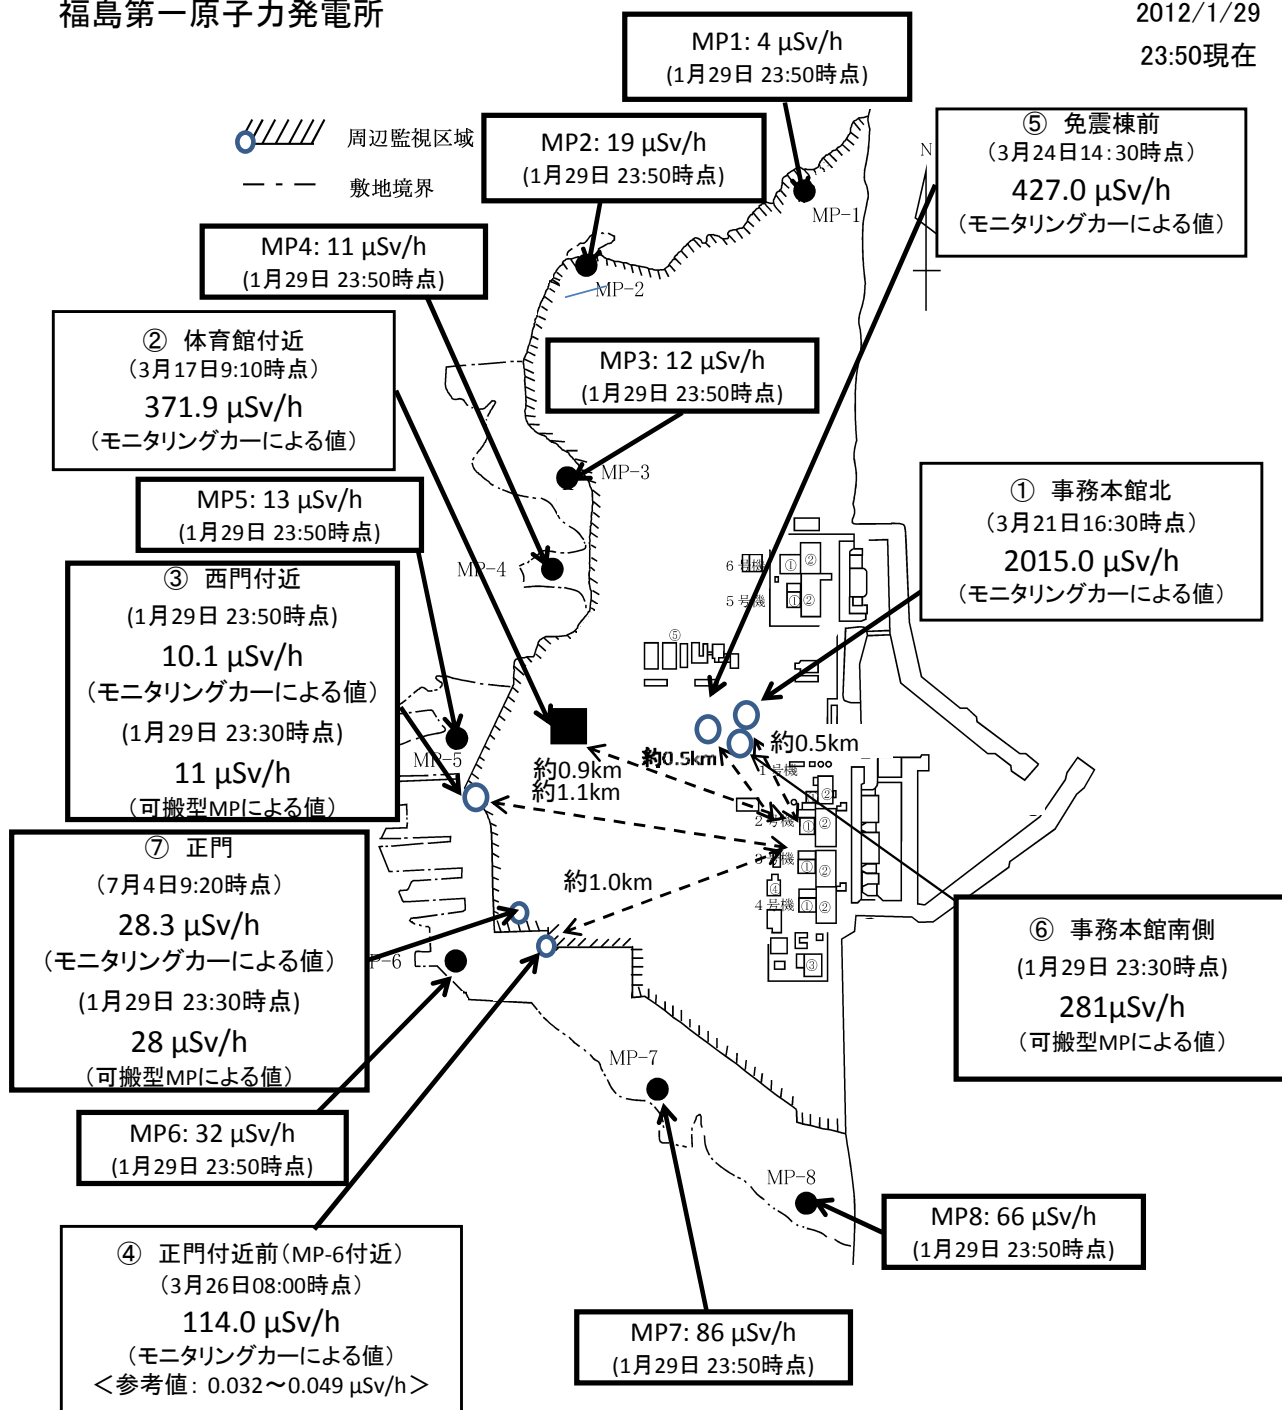 福島第一原子力発電所
2012/1/29
23:50現在
MP1: 4 μSv/h
(1月29日 23:50時点)
周辺監視区域
敷地境界
MP2: 19 μSv/h
(1月29日 23:50時点)
⑤ 免震棟前
(3月24日14:30時点)
427.0 μSv/h
(モニタリングカーによる値)
N
MP-1
MP4: 11 μSv/h
(1月29日 23:50時点)
MP-2
② 体育館付近
(3月17日9:10時点)
371.9 μSv/h
(モニタリングカーによる値)
MP3: 12 μSv/h
(1月29日 23:50時点)
MP-3
MP5: 13 μSv/h
(1月29日 23:50時点)
① 事務本館北
(3月21日16:30時点)
2015.0 μSv/h
(モニタリングカーによる値)
MP-4
6号機
① ②
5号機
① ②
③ 西門付近
(1月29日 23:50時点)
10.1 μSv/h
(モニタリングカーによる値)
(1月29日 23:30時点)
11 μSv/h
(可搬型MPによる値)
⑤
MP-5
約0.9km
約1.1km
約0.5km
約0.5km
1号機
②
2号機
① ②
3号機
① ②
④
4号機
① ②
③
約1.0km
⑦ 正門
(7月4日9:20時点)
28.3 μSv/h
(モニタリングカーによる値)
(1月29日 23:30時点)
28 μSv/h
(可搬型MPによる値)
P-6
⑥ 事務本館南側
(1月29日 23:30時点)
281μSv/h
(可搬型MPによる値)
MP-7
MP6: 32 μSv/h
(1月29日 23:50時点)
MP-8
MP8: 66 μSv/h
(1月29日 23:50時点)
④ 正門付近前(MP-6付近)
(3月26日08:00時点)
114.0 μSv/h
(モニタリングカーによる値)
<参考値: 0.032～0.049 μSv/h>
MP7: 86 μSv/h
(1月29日 23:50時点)